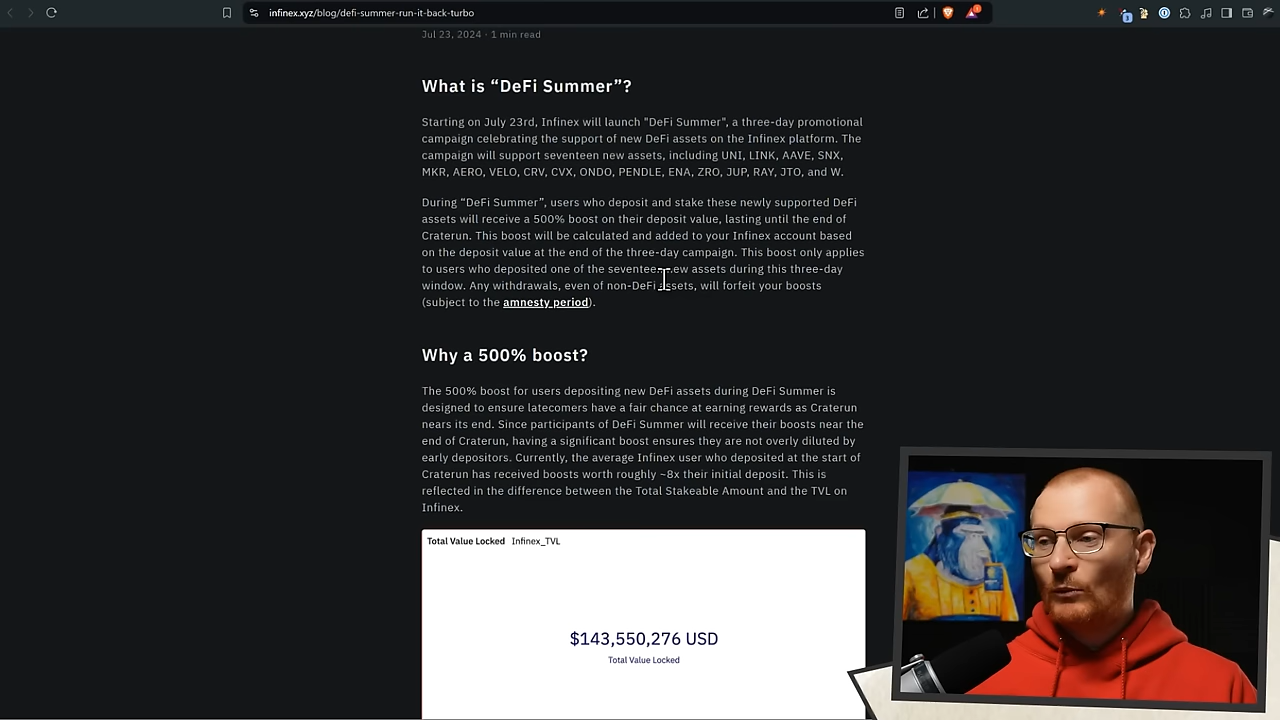 infinex.xyz/blog/defi-summer-run-it-back-turbo
Jul 23, 2024 · 1 min read
What is “DeFi Summer”?
Starting on July 23rd, Infinex will launch "DeFi Summer", a three-day promotional
campaign celebrating the support of new DeFi assets on the Infinex platform. The
campaign will support seventeen new assets, including UNI, LINK, AAVE, SNX,
MKR, AERO, VELO, CRV, CVX, ONDO, PENDLE, ENA, ZRO, JUP, RAY, JTO, and W.
During “DeFi Summer”, users who deposit and stake these newly supported DeFi
assets will receive a 500% boost on their deposit value, lasting until the end of
Craterun. This boost will be calculated and added to your Infinex account based
on the deposit value at the end of the three-day campaign. This boost only applies
to users who deposited one of the seventeen new assets during this three-day
window. Any withdrawals, even of non-DeFi assets, will forfeit your boosts
(subject to the amnesty period).
Why a 500% boost?
The 500% boost for users depositing new DeFi assets during DeFi Summer is
designed to ensure latecomers have a fair chance at earning rewards as Craterun
nears its end. Since participants of DeFi Summer will receive their boosts near the
end of Craterun, having a significant boost ensures they are not overly diluted by
early depositors. Currently, the average Infinex user who deposited at the start of
Craterun has received boosts worth roughly ~8x their initial deposit. This is
reflected in the difference between the Total Stakeable Amount and the TVL on
Infinex.
Total Value Locked Infinex_TVL
$143,550,276 USD
Total Value Locked